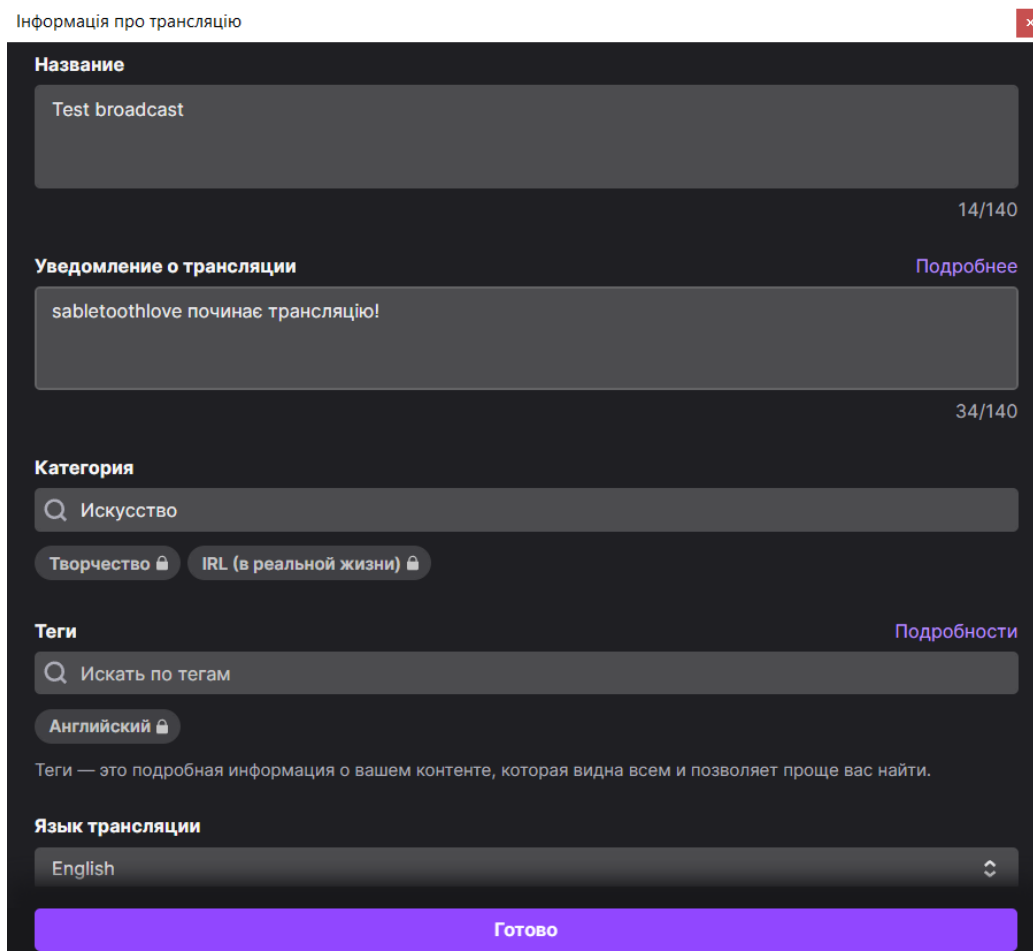 Інформація про трансляцію
Название
Test broadcast
14/140
Уведомление о трансляции
Подробнее
sabletoothlove починає трансляцію!
34/140
Категория
Искусство
Творчество
IRL (в реальной жизни)
Теги
Подробности
Искать по тегам
Английский
Теги — это подробная информация о вашем контенте, которая видна всем и позволяет проще вас найти.
Язык трансляции
English
Готово